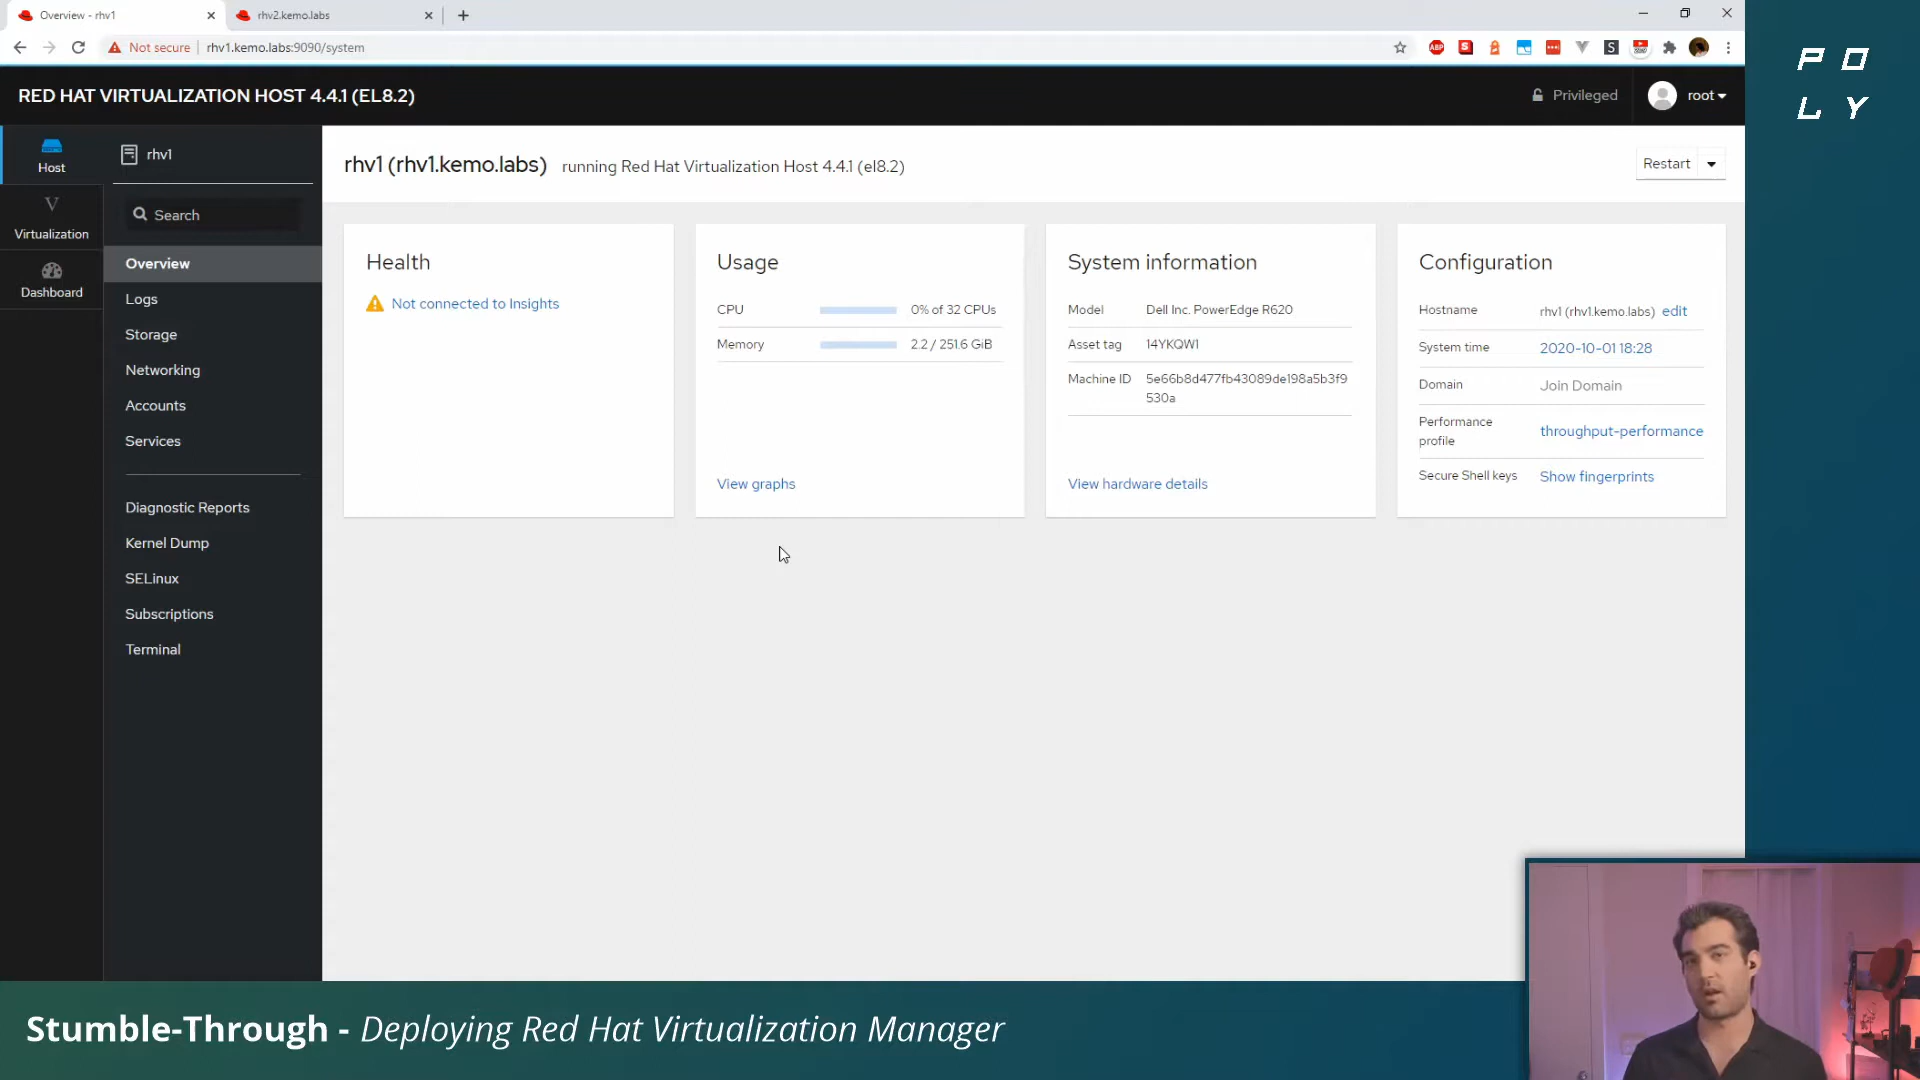 Overview - rhv1
rhv2.kemo.labs
Not secure
rhv1.kemo.labs:9090/system
ABP
S
S
RED HAT VIRTUALIZATION HOST 4.4.1 (EL8.2)
Privileged
root
Host
V
Virtualization
Dashboard
rhv1
Search
Overview
Logs
Storage
Networking
Accounts
Services
Diagnostic Reports
Kernel Dump
SELinux
Subscriptions
Terminal
rhv1 (rhv1.kemo.labs) running Red Hat Virtualization Host 4.4.1 (el8.2)
Restart
Health
Not connected to Insights
Usage
CPU 0% of 32 CPUs
Memory 2.2 / 251.6 GiB
View graphs
System information
Model Dell Inc. PowerEdge R620
Asset tag 14YKQW1
Machine ID 5e66b8d477fb43089de198a5b3f9
530a
View hardware details
Configuration
Hostname rhv1 (rhv1.kemo.labs) edit
System time 2020-10-01 18:28
Domain Join Domain
Performance
profile
throughput-performance
Secure Shell keys Show fingerprints
PO
LY
Stumble-Through - Deploying Red Hat Virtualization Manager